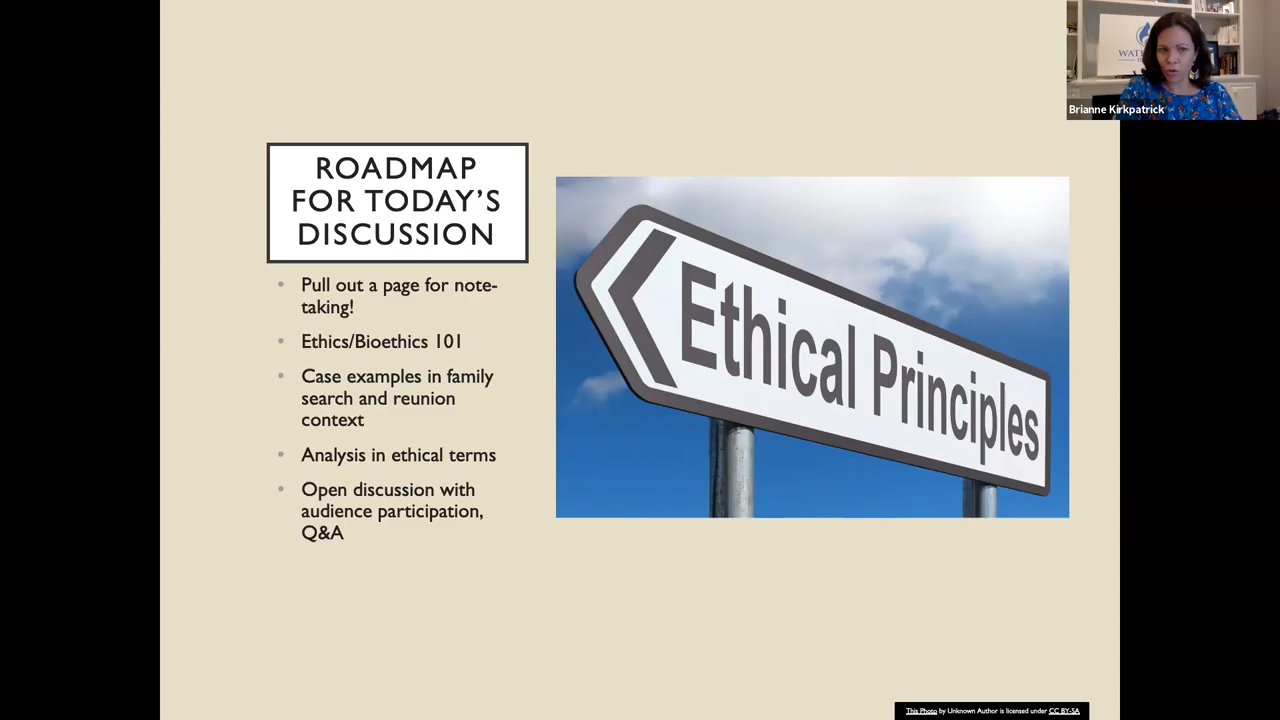 WAT
Brianne Kirkpatrick
ROADMAP
FOR TODAY'S
DISCUSSION
• Pull out a page for note-
taking!
• Ethics/Bioethics 101
• Case examples in family
search and reunion
context
• Analysis in ethical terms
• Open discussion with
audience participation,
Q&A
Ethical Principles
This Photo by Unknown Author is licensed under CC BY-SA